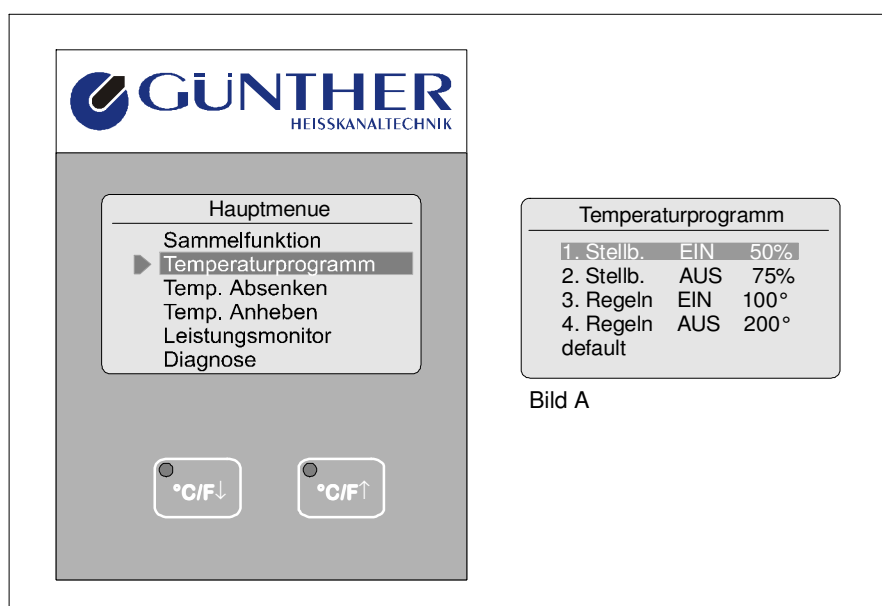 GÜNTHER
HEISSKANALTECHNIK
Hauptmenue
Sammelfunktion
Temperaturprogramm
Temp. Absenken
Temp. Anheben
Leistungsmonitor
Diagnose
°C/F↓
°C/F↑
Temperaturprogramm
1. Stellb. EIN 50%
2. Stellb. AUS 75%
3. Regeln EIN 100°
4. Regeln AUS 200°
default
Bild A